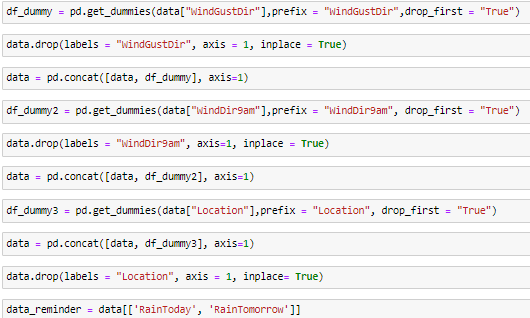 df_dummy = pd.get_dummies(data["WindGustDir"],prefix = "WindGustDir",drop_first = "True")
data.drop(labels = "WindGustDir", axis = 1, inplace = True)
data = pd.concat([data, df_dummy], axis=1)
df_dummy2 = pd.get_dummies(data["WindDir9am"],prefix = "WindDir9am", drop_first = "True")
data.drop(labels = "WindDir9am", axis=1, inplace = True)
data = pd.concat([data, df_dummy2], axis=1)
df_dummy3 = pd.get_dummies(data["Location"],prefix = "Location", drop_first = "True")
data = pd.concat([data, df_dummy3], axis=1)
data.drop(labels = "Location", axis = 1, inplace= True)
data_reminder = data[['RainToday', 'RainTomorrow']]